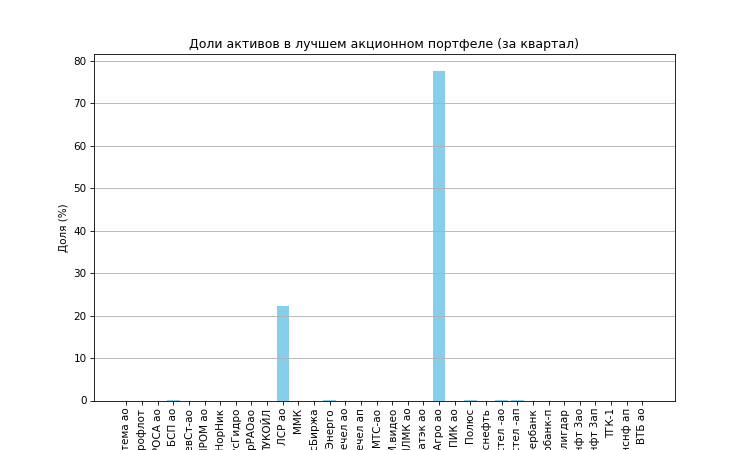 Доли активов в лучшем акционном портфеле (за квартал)
Доля (%)
80
70
60
50
40
30
20
10
0
тема ао
рофлот
РОСА ао
БСП ао
евСт-ао
ПРОМ ао
НорНик
сГидро
рРАОао
ЛУКОЙЛ
ЛСР ао
ММК
сБиржа
Энерго
ечел ао
ечел ап
МТС-ао
М.видео
ЛМК ао
атэк ао
Агро ао
ПИК ао
Полюс
снефть
стел -ао
стел -ап
ербанк
рбанк-п
лигдар
нфт 3ао
нфт 3ап
ТГК-1
нснф ап
ВТБ ао